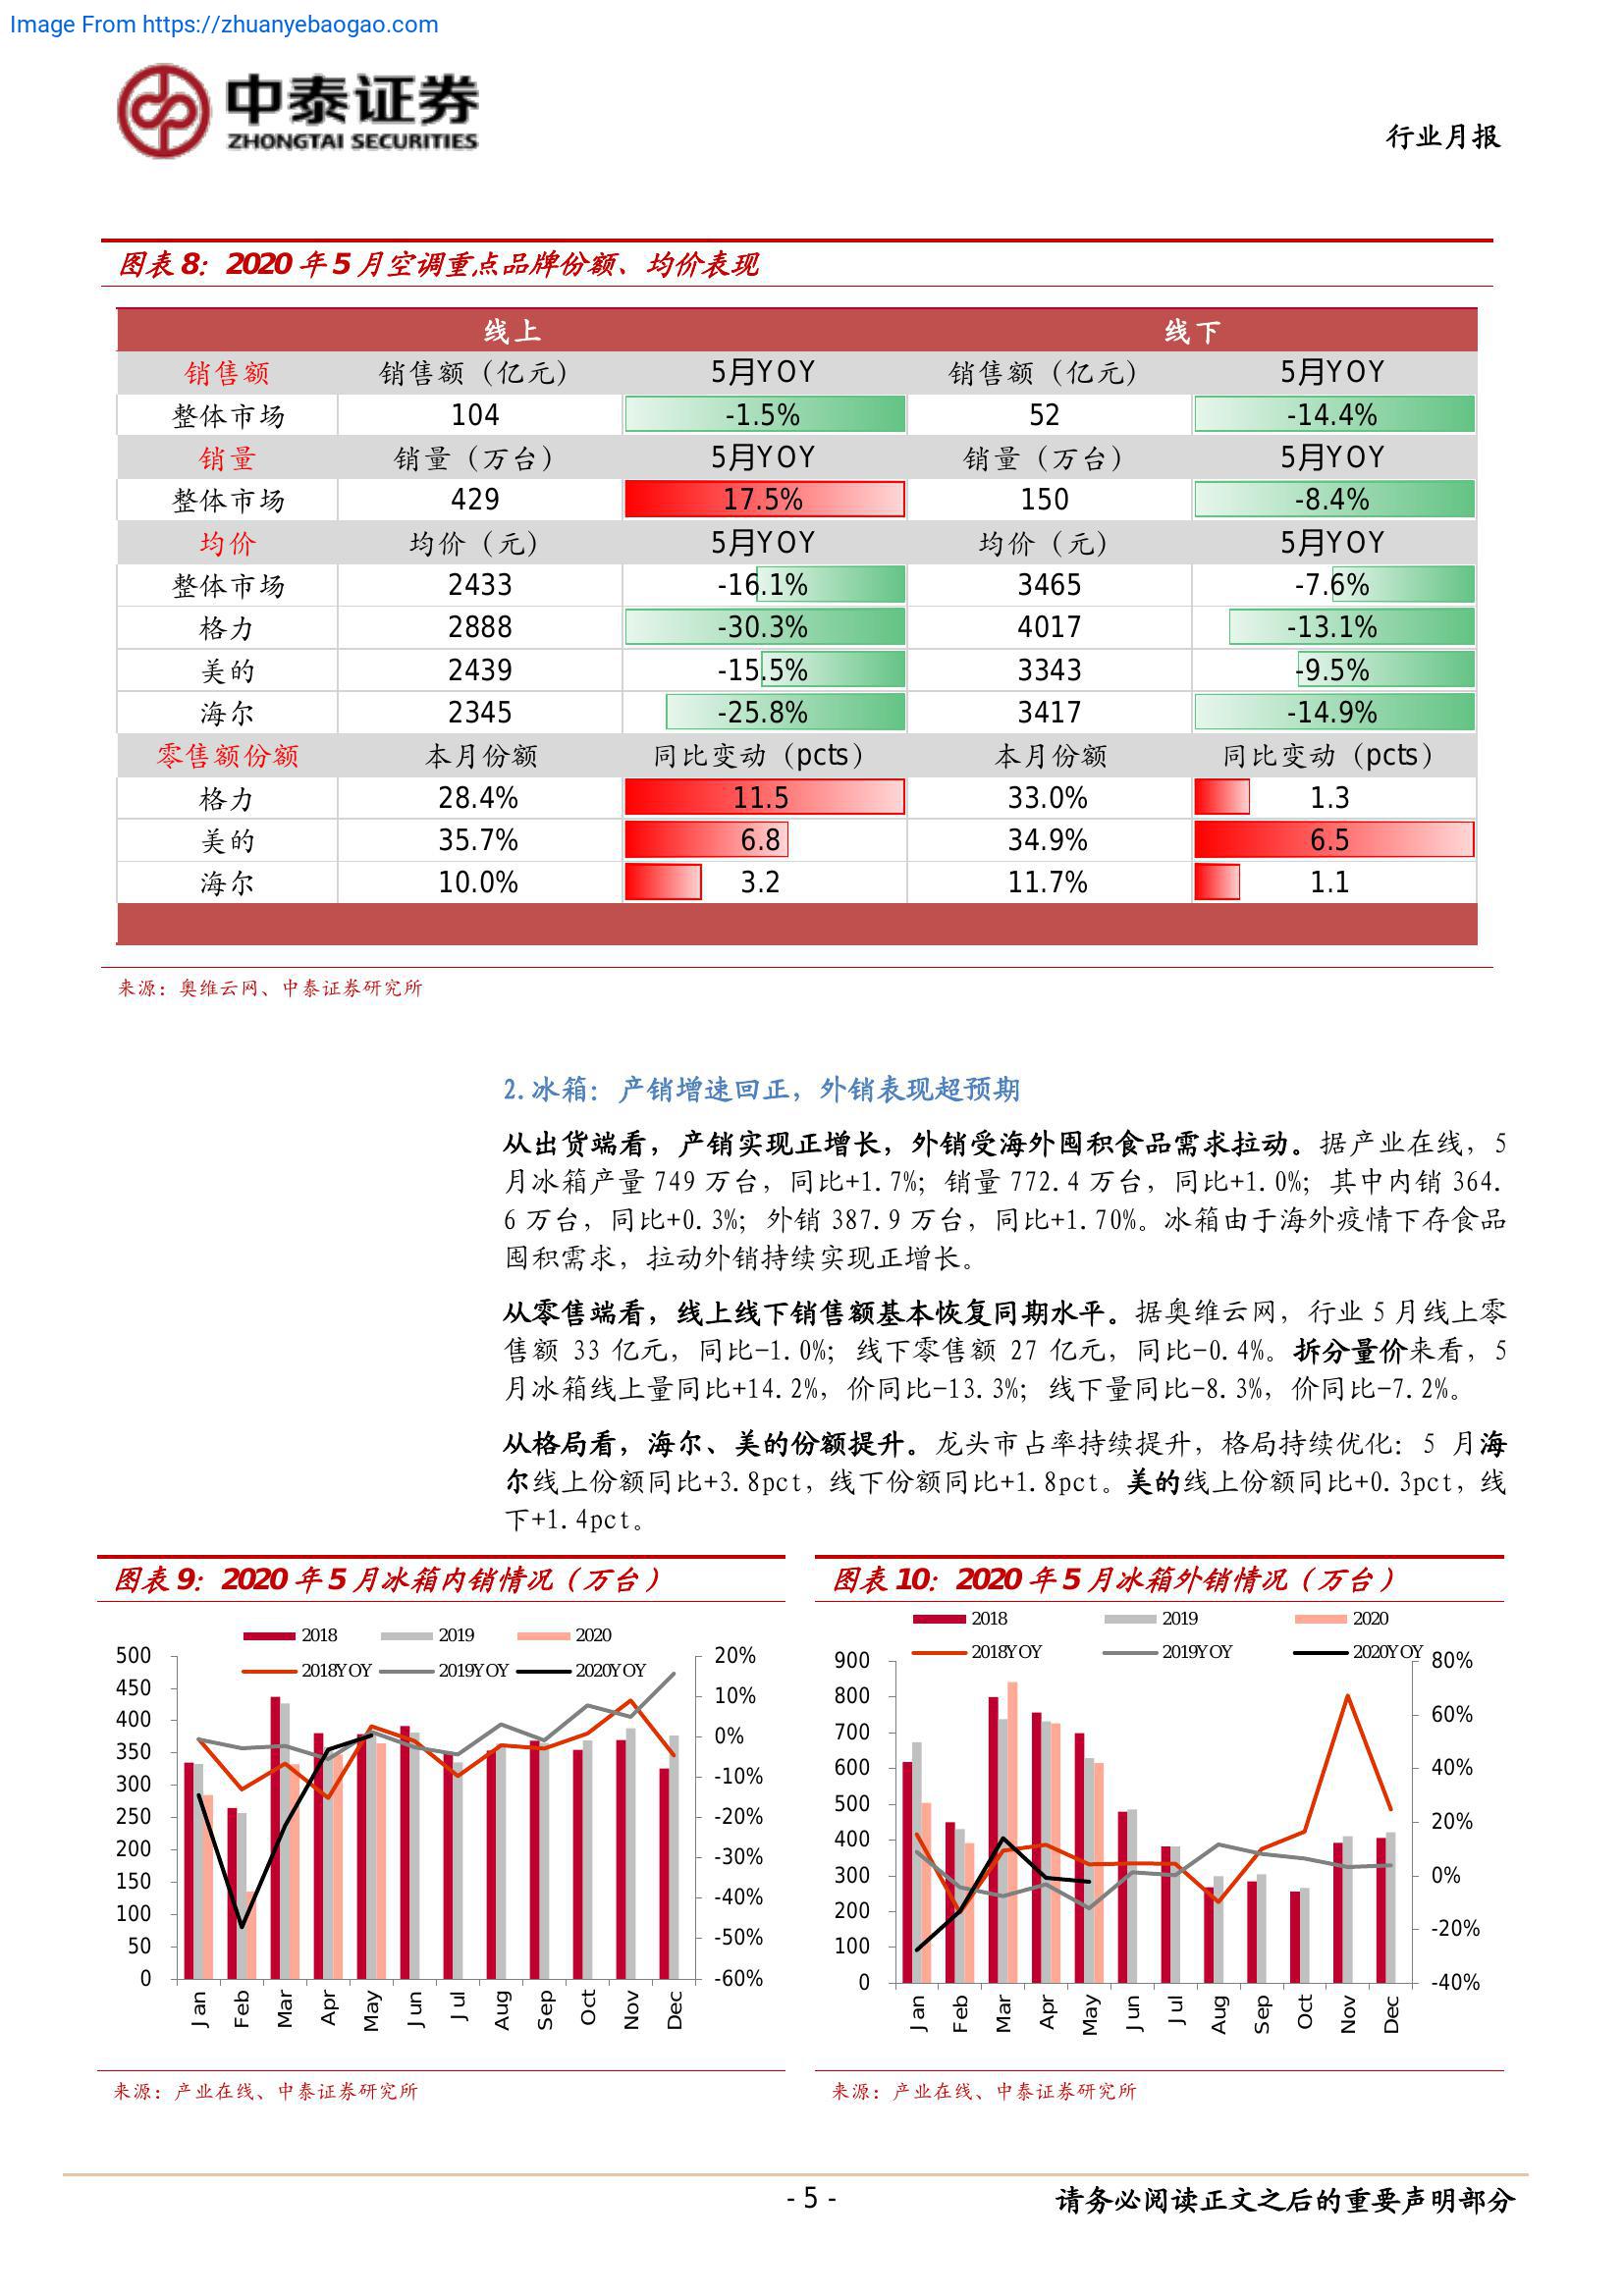 Image From https://zhuanyebaogao.com
中泰证券
ZHONGTAI SECURITIES
行业月报
图表 8：2020 年 5 月空调重点品牌份额、均价表现
线上 线下
销售额 销售额（亿元） 5月YOY 销售额（亿元） 5月YOY
整体市场 104 -1.5% 52 -14.4%
销量 销量（万台） 5月YOY 销量（万台） 5月YOY
整体市场 429 17.5% 150 -8.4%
均价 均价（元） 5月YOY 均价（元） 5月YOY
整体市场 2433 -16.1% 3465 -7.6%
格力 2888 -30.3% 4017 -13.1%
美的 2439 -15.5% 3343 -9.5%
海尔 2345 -25.8% 3417 -14.9%
零售额份额 本月份额 同比变动（pcts） 本月份额 同比变动（pcts）
格力 28.4% 11.5 33.0% 1.3
美的 35.7% 6.8 34.9% 6.5
海尔 10.0% 3.2 11.7% 1.1
来源：奥维云网、中泰证券研究所
2.冰箱：产销增速回正，外销表现超预期
从出货端看，产销实现正增长，外销受海外囤积食品需求拉动。据产业在线，5
月冰箱产量 749 万台，同比+1.7%；销量 772.4 万台，同比+1.0%；其中内销 364.
6 万台，同比+0.3%；外销 387.9 万台，同比+1.70%。冰箱由于海外疫情下存食品
囤积需求，拉动外销持续实现正增长。
从零售端看，线上线下销售额基本恢复同期水平。据奥维云网，行业 5 月线上零
售额 33 亿元，同比-1.0%；线下零售额 27 亿元，同比-0.4%。拆分量价来看，5
月冰箱线上量同比+14.2%，价同比-13.3%；线下量同比-8.3%，价同比-7.2%。
从格局看，海尔、美的份额提升。龙头市占率持续提升，格局持续优化：5 月海
尔线上份额同比+3.8pct，线下份额同比+1.8pct。美的线上份额同比+0.3pct，线
下+1.4pct。
图表 9：2020 年 5 月冰箱内销情况（万台）
2018 2019 2020
2018YOY 2019YOY 2020YOY
500 450 400 350 300 250 200 150 100 50 0
20% 10% 0% -10% -20% -30% -40% -50% -60%
Jan Feb Mar Apr May Jun Jul Aug Sep Oct Nov Dec
来源：产业在线、中泰证券研究所
图表 10：2020 年 5 月冰箱外销情况（万台）
2018 2019 2020
2018YOY 2019YOY 2020YOY
900 800 700 600 500 400 300 200 100 0
80% 60% 40% 20% 0% -20% -40%
Jan Feb Mar Apr May Jun Jul Aug Sep Oct Nov Dec
来源：产业在线、中泰证券研究所
- 5 -
请务必阅读正文之后的重要声明部分